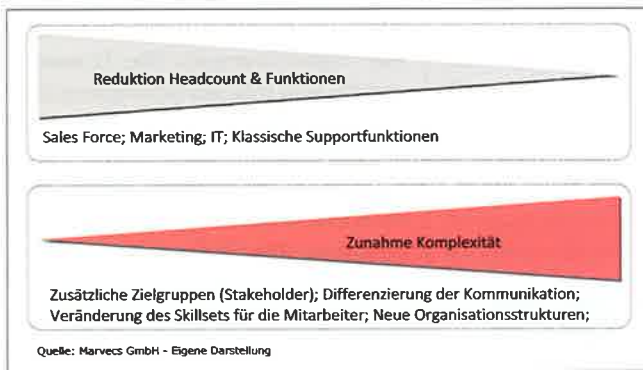 Reduktion Headcount & Funktionen
Sales Force; Marketing; IT; Klassische Supportfunktionen
Zunahme Komplexität
Zusätzliche Zielgruppen (Stakeholder); Differenzierung der Kommunikation;
Veränderung des Skillsets für die Mitarbeiter; Neue Organisationsstrukturen;
Quelle: Marvecs GmbH - Eigene Darstellung